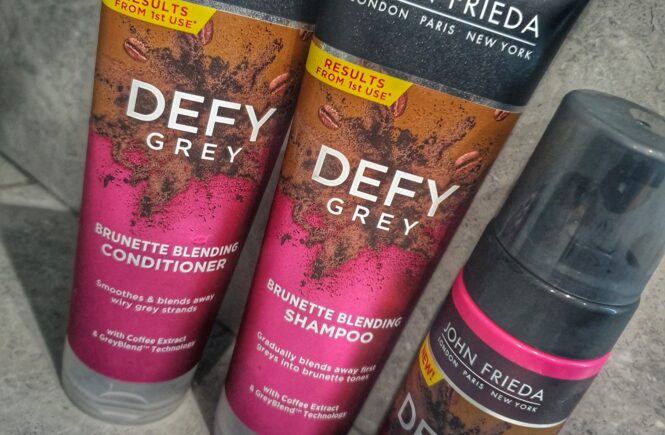 RESULTS
FROM 1st USE*
DEFY
GREY
BRUNETTE BLENDING
CONDITIONER
Smoothes & blends away
wiry grey strands
with Coffee Extract
& GreyBlend™ Technology
FRIEDA
LONDON PARIS NEW YORK
RESULTS
FROM 1st USE*
DEFY
GREY
BRUNETTE BLENDING
SHAMPOO
Gradually blends away first
greys into brunette tones
with Coffee Extract
& GreyBlend™ Technology
JOHN FRIEDA
LONDON PARIS NEW YORK
NEW!
DEF